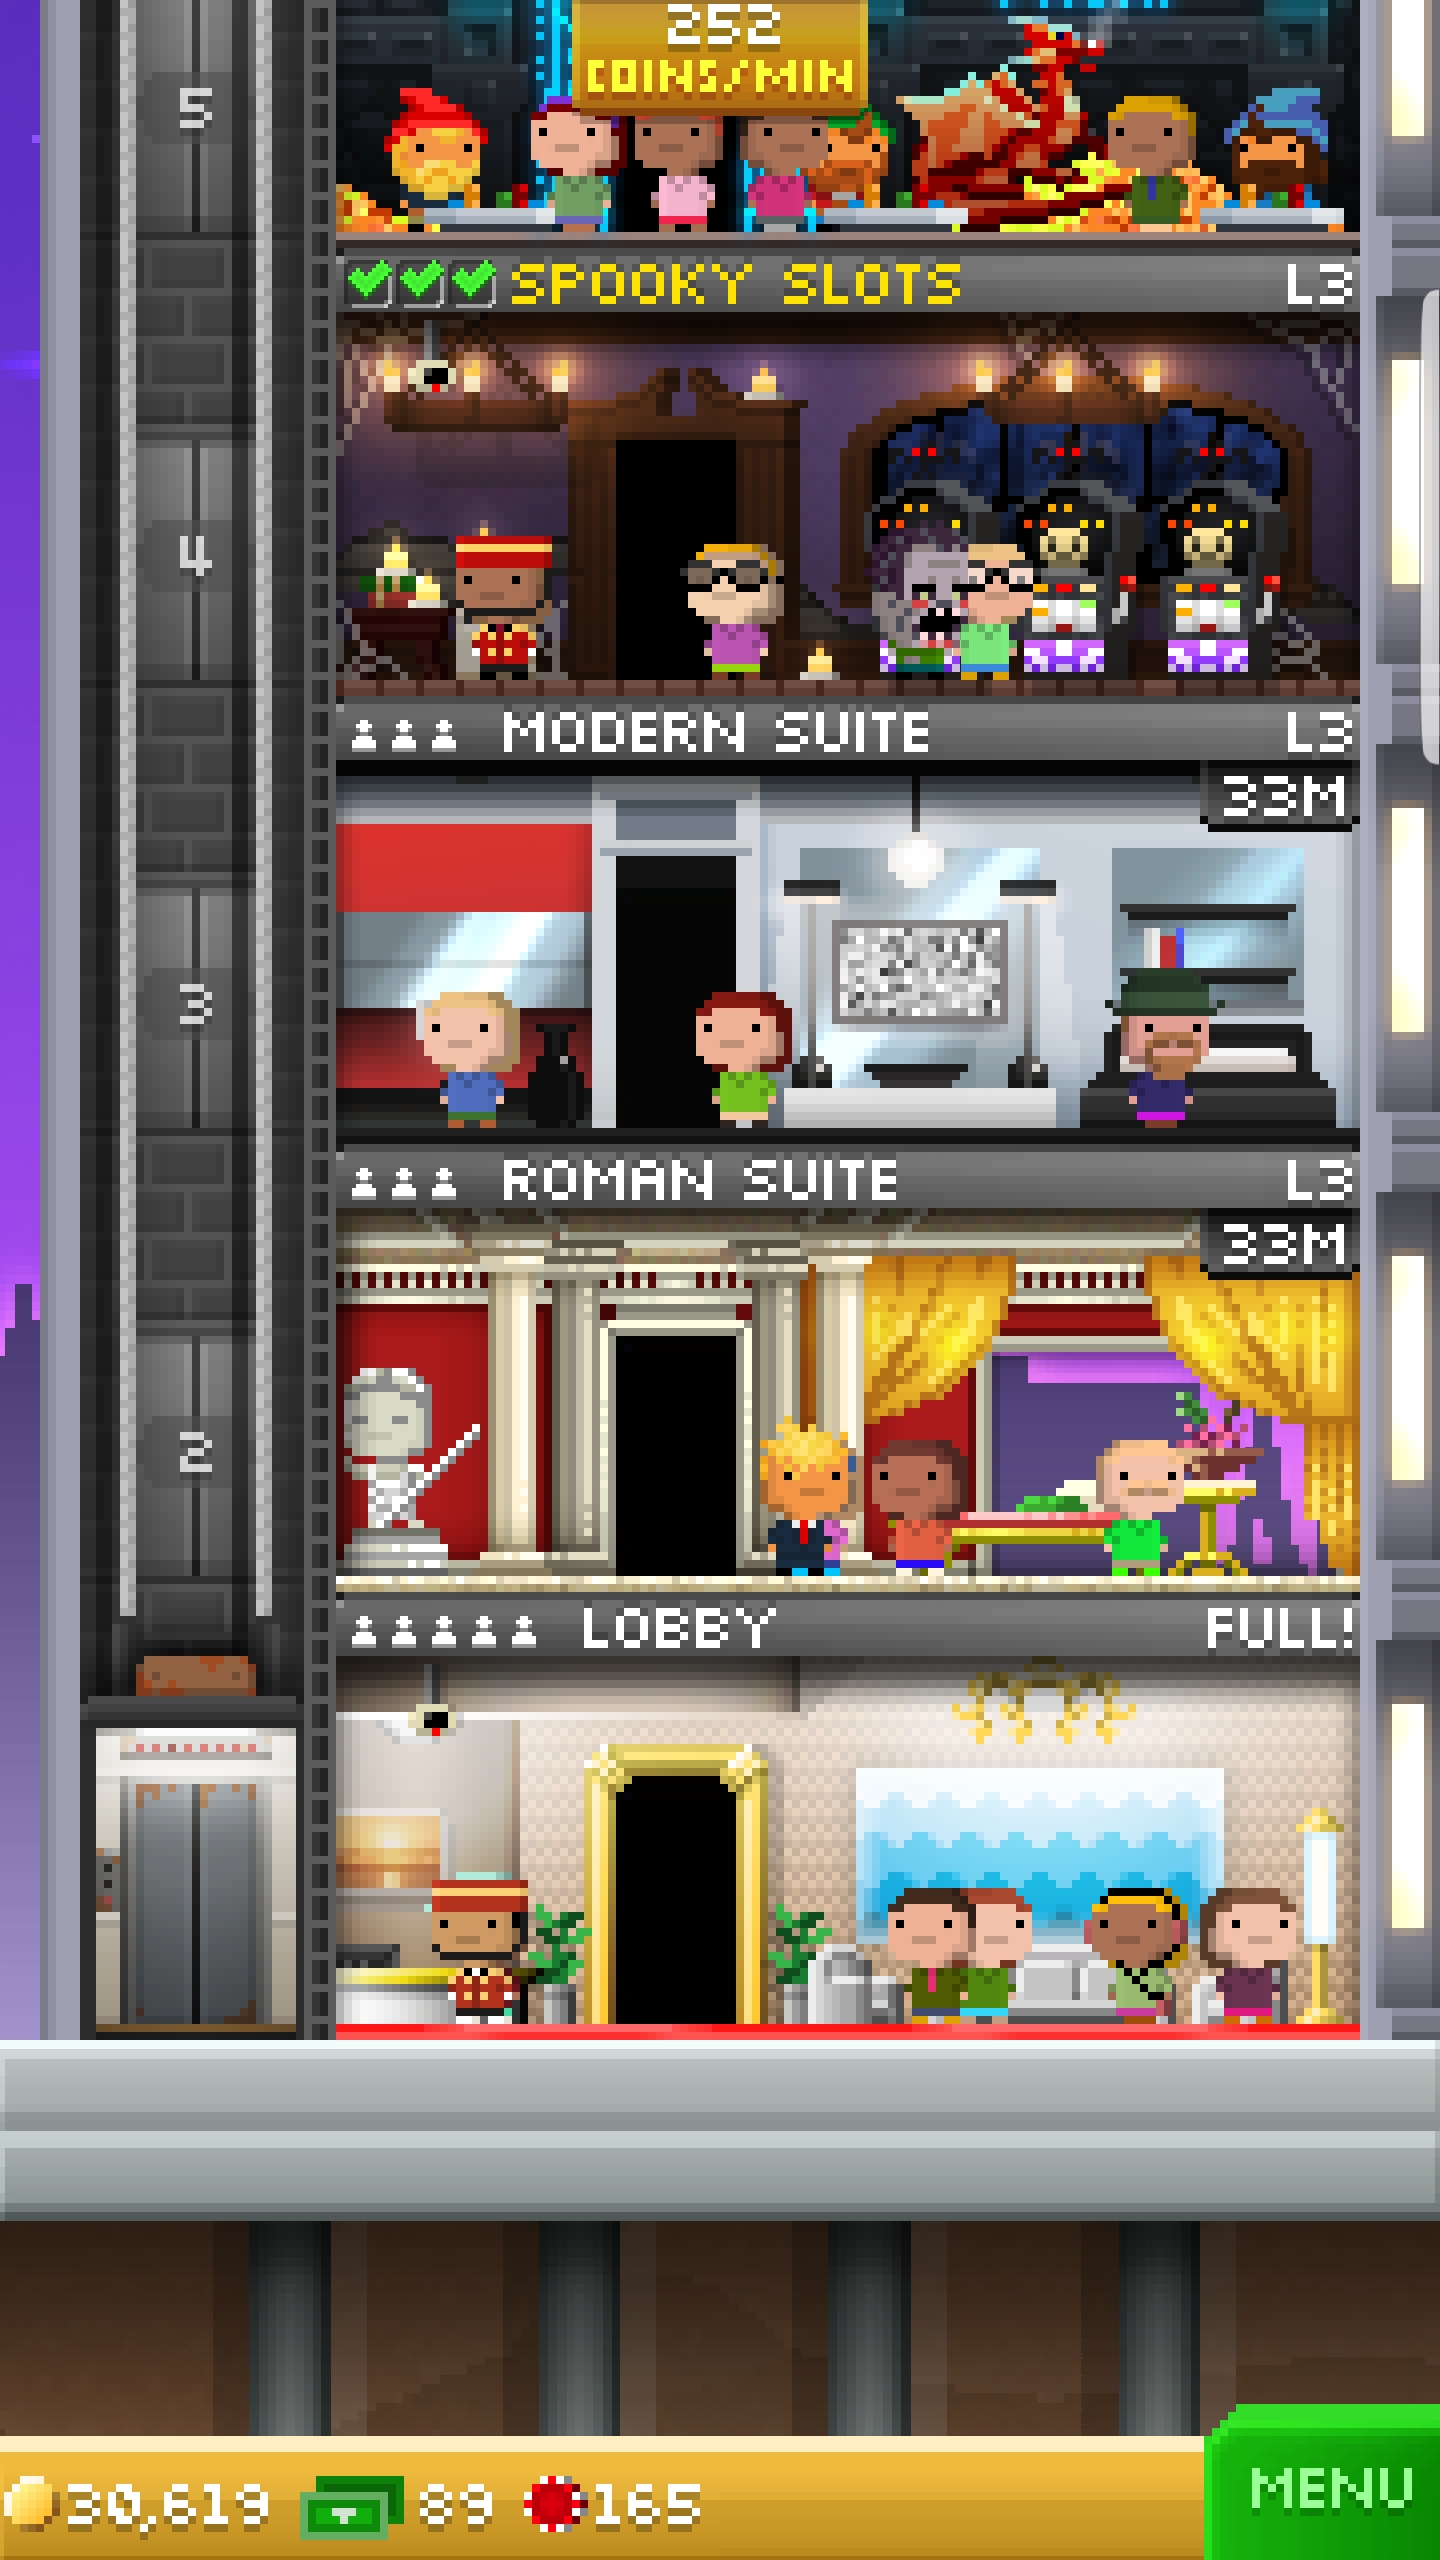 252
COINS/MIN
5
SPOOKY SLOTS L3
4
MODERN SUITE L3
33M
3
ROMAN SUITE L3
33M
2
LOBBY FULL!
30,619 89 165
MENU